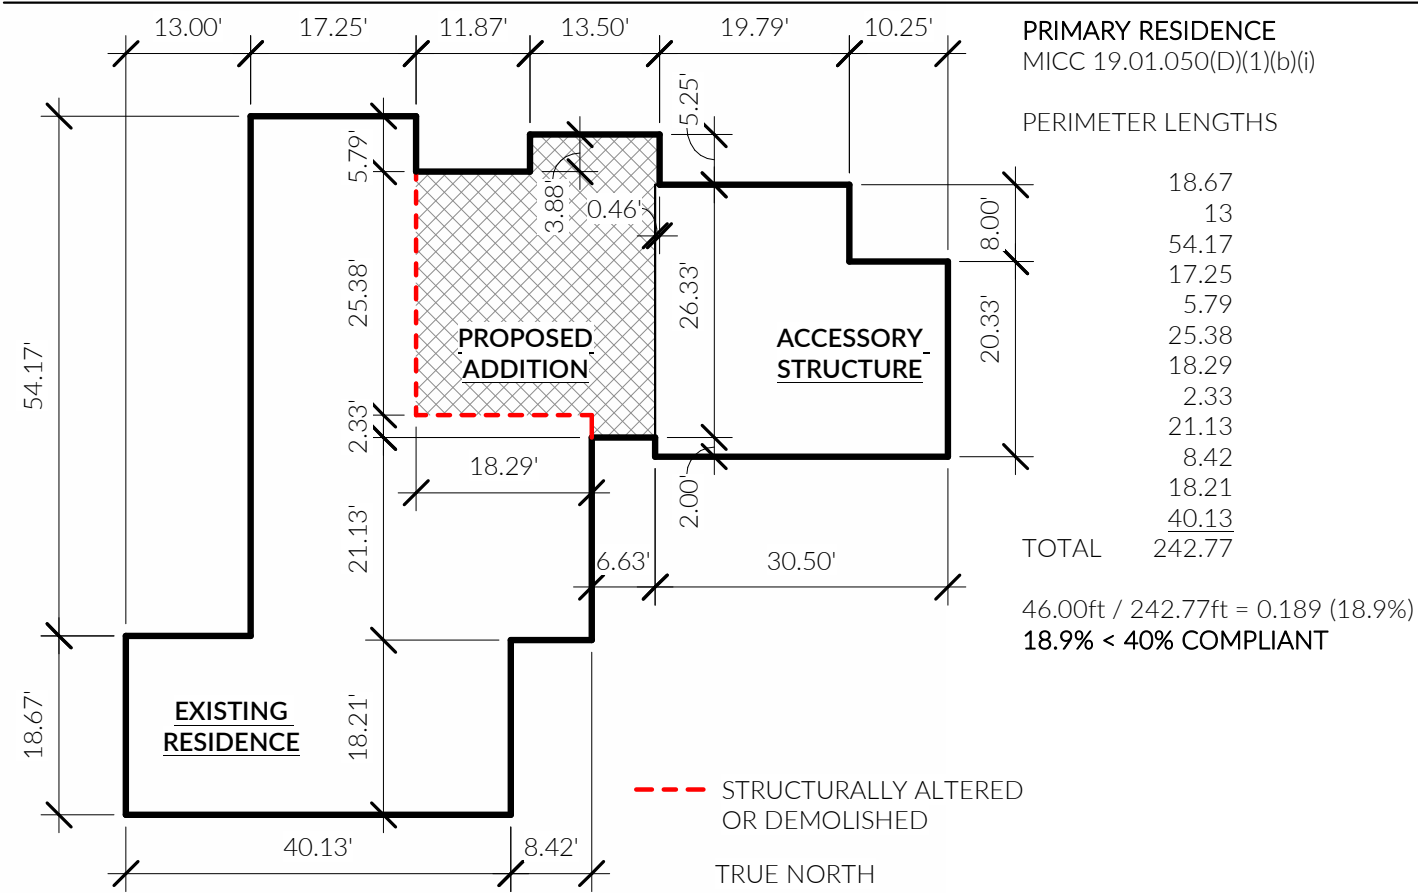 13.00' 17.25' 11.87' 13.50' 19.79' 10.25'
PRIMARY RESIDENCE
MICC 19.01.050(D)(1)(b)(i)
PERIMETER LENGTHS
18.67
13
54.17
17.25
5.79
25.38
18.29
2.33
21.13
8.42
18.21
40.13
TOTAL 242.77
46.00ft / 242.77ft = 0.189 (18.9%)
18.9% < 40% COMPLIANT
5.25'
5.79'
3.88'
0.46'
8.00'
25.38'
26.33'
20.33'
54.17'
PROPOSED
ADDITION
ACCESSORY
STRUCTURE
2.33'
18.29'
2.00'
21.13'
6.63'
30.50'
18.67'
18.21'
EXISTING
RESIDENCE
STRUCTURALLY ALTERED
OR DEMOLISHED
40.13' 8.42'
TRUE NORTH